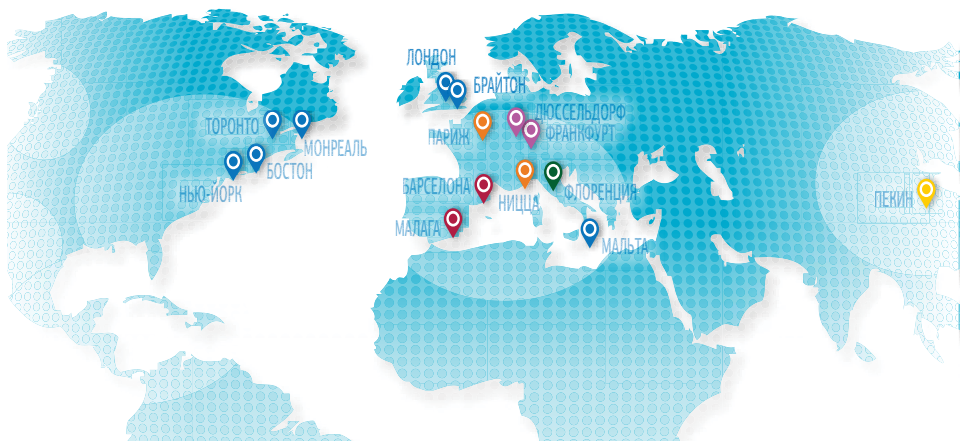 ЛОНДОН
БРАЙТОН
ДЮССЕЛЬДОРФ
ТОРОНТО
ПАРИЖ
ФРАНКФУРТ
МОНРЕАЛЬ
БОСТОН
НЬЮ-ЙОРК
БАРСЕЛОНА
НИЦЦА
ФЛОРЕНЦИЯ
ПЕКИН
МАЛАГА
МАЛЬТА